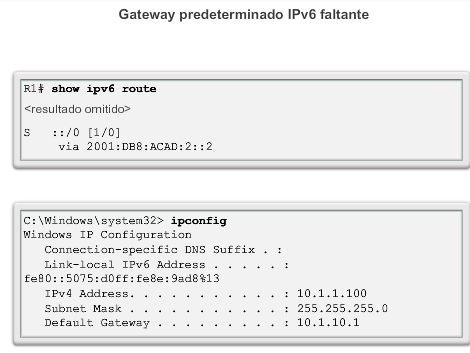 Gateway predeterminado IPv6 faltante
R1# show ipv6 route
<resultado omitido>
S ::/0 [1/0]
via 2001:DB8:ACAD:2::2
C:\Windows\system32> ipconfig
Windows IP Configuration
Connection-specific DNS Suffix . :
Link-local IPv6 Address . . . . . :
fe80::5075:d0ff:fe8e:9ad8%13
IPv4 Address. . . . . . . . . . . : 10.1.1.100
Subnet Mask . . . . . . . . . . . : 255.255.255.0
Default Gateway . . . . . . . . . : 10.1.10.1